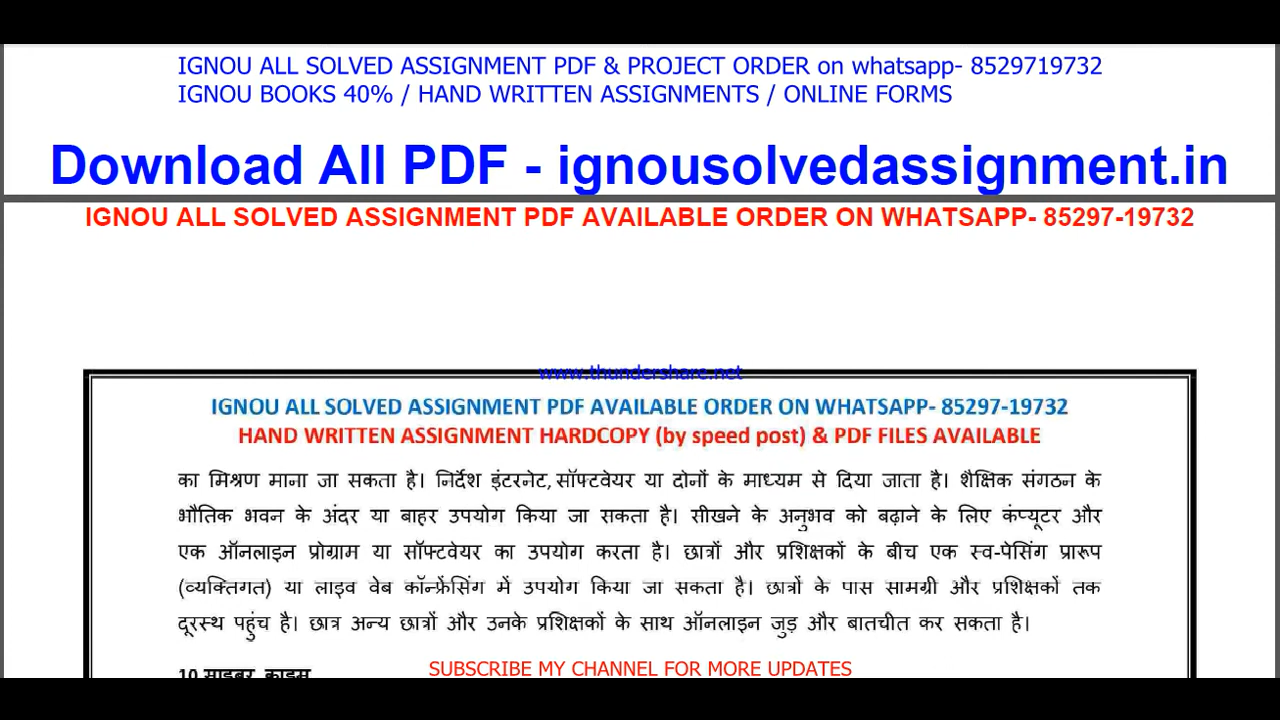 IGNOU ALL SOLVED ASSIGNMENT PDF & PROJECT ORDER on whatsapp- 8529719732
IGNOU BOOKS 40% / HAND WRITTEN ASSIGNMENTS / ONLINE FORMS
Download All PDF - ignousolvedassignment.in
IGNOU ALL SOLVED ASSIGNMENT PDF AVAILABLE ORDER ON WHATSAPP- 85297-19732
www.thundershare.net
IGNOU ALL SOLVED ASSIGNMENT PDF AVAILABLE ORDER ON WHATSAPP- 85297-19732
HAND WRITTEN ASSIGNMENT HARDCOPY (by speed post) & PDF FILES AVAILABLE
का मिश्रण माना जा सकता है। निर्देश इंटरनेट, सॉफ्टवेयर या दोनों के माध्यम से दिया जाता है। शैक्षिक संगठन के
भौतिक भवन के अंदर या बाहर उपयोग किया जा सकता है। सीखने के अनुभव को बढ़ाने के लिए कंप्यूटर और
एक ऑनलाइन प्रोग्राम या सॉफ्टवेयर का उपयोग करता है। छात्रों और प्रशिक्षकों के बीच एक स्व-पेसिंग प्रारूप
(व्यक्तिगत) या लाइव वेब कॉन्फ्रेंसिंग में उपयोग किया जा सकता है। छात्रों के पास सामग्री और प्रशिक्षकों तक
दूरस्थ पहुंच है। छात्र अन्य छात्रों और उनके प्रशिक्षकों के साथ ऑनलाइन जुड़ और बातचीत कर सकता है।
10 साइबर क्राइम
SUBSCRIBE MY CHANNEL FOR MORE UPDATES